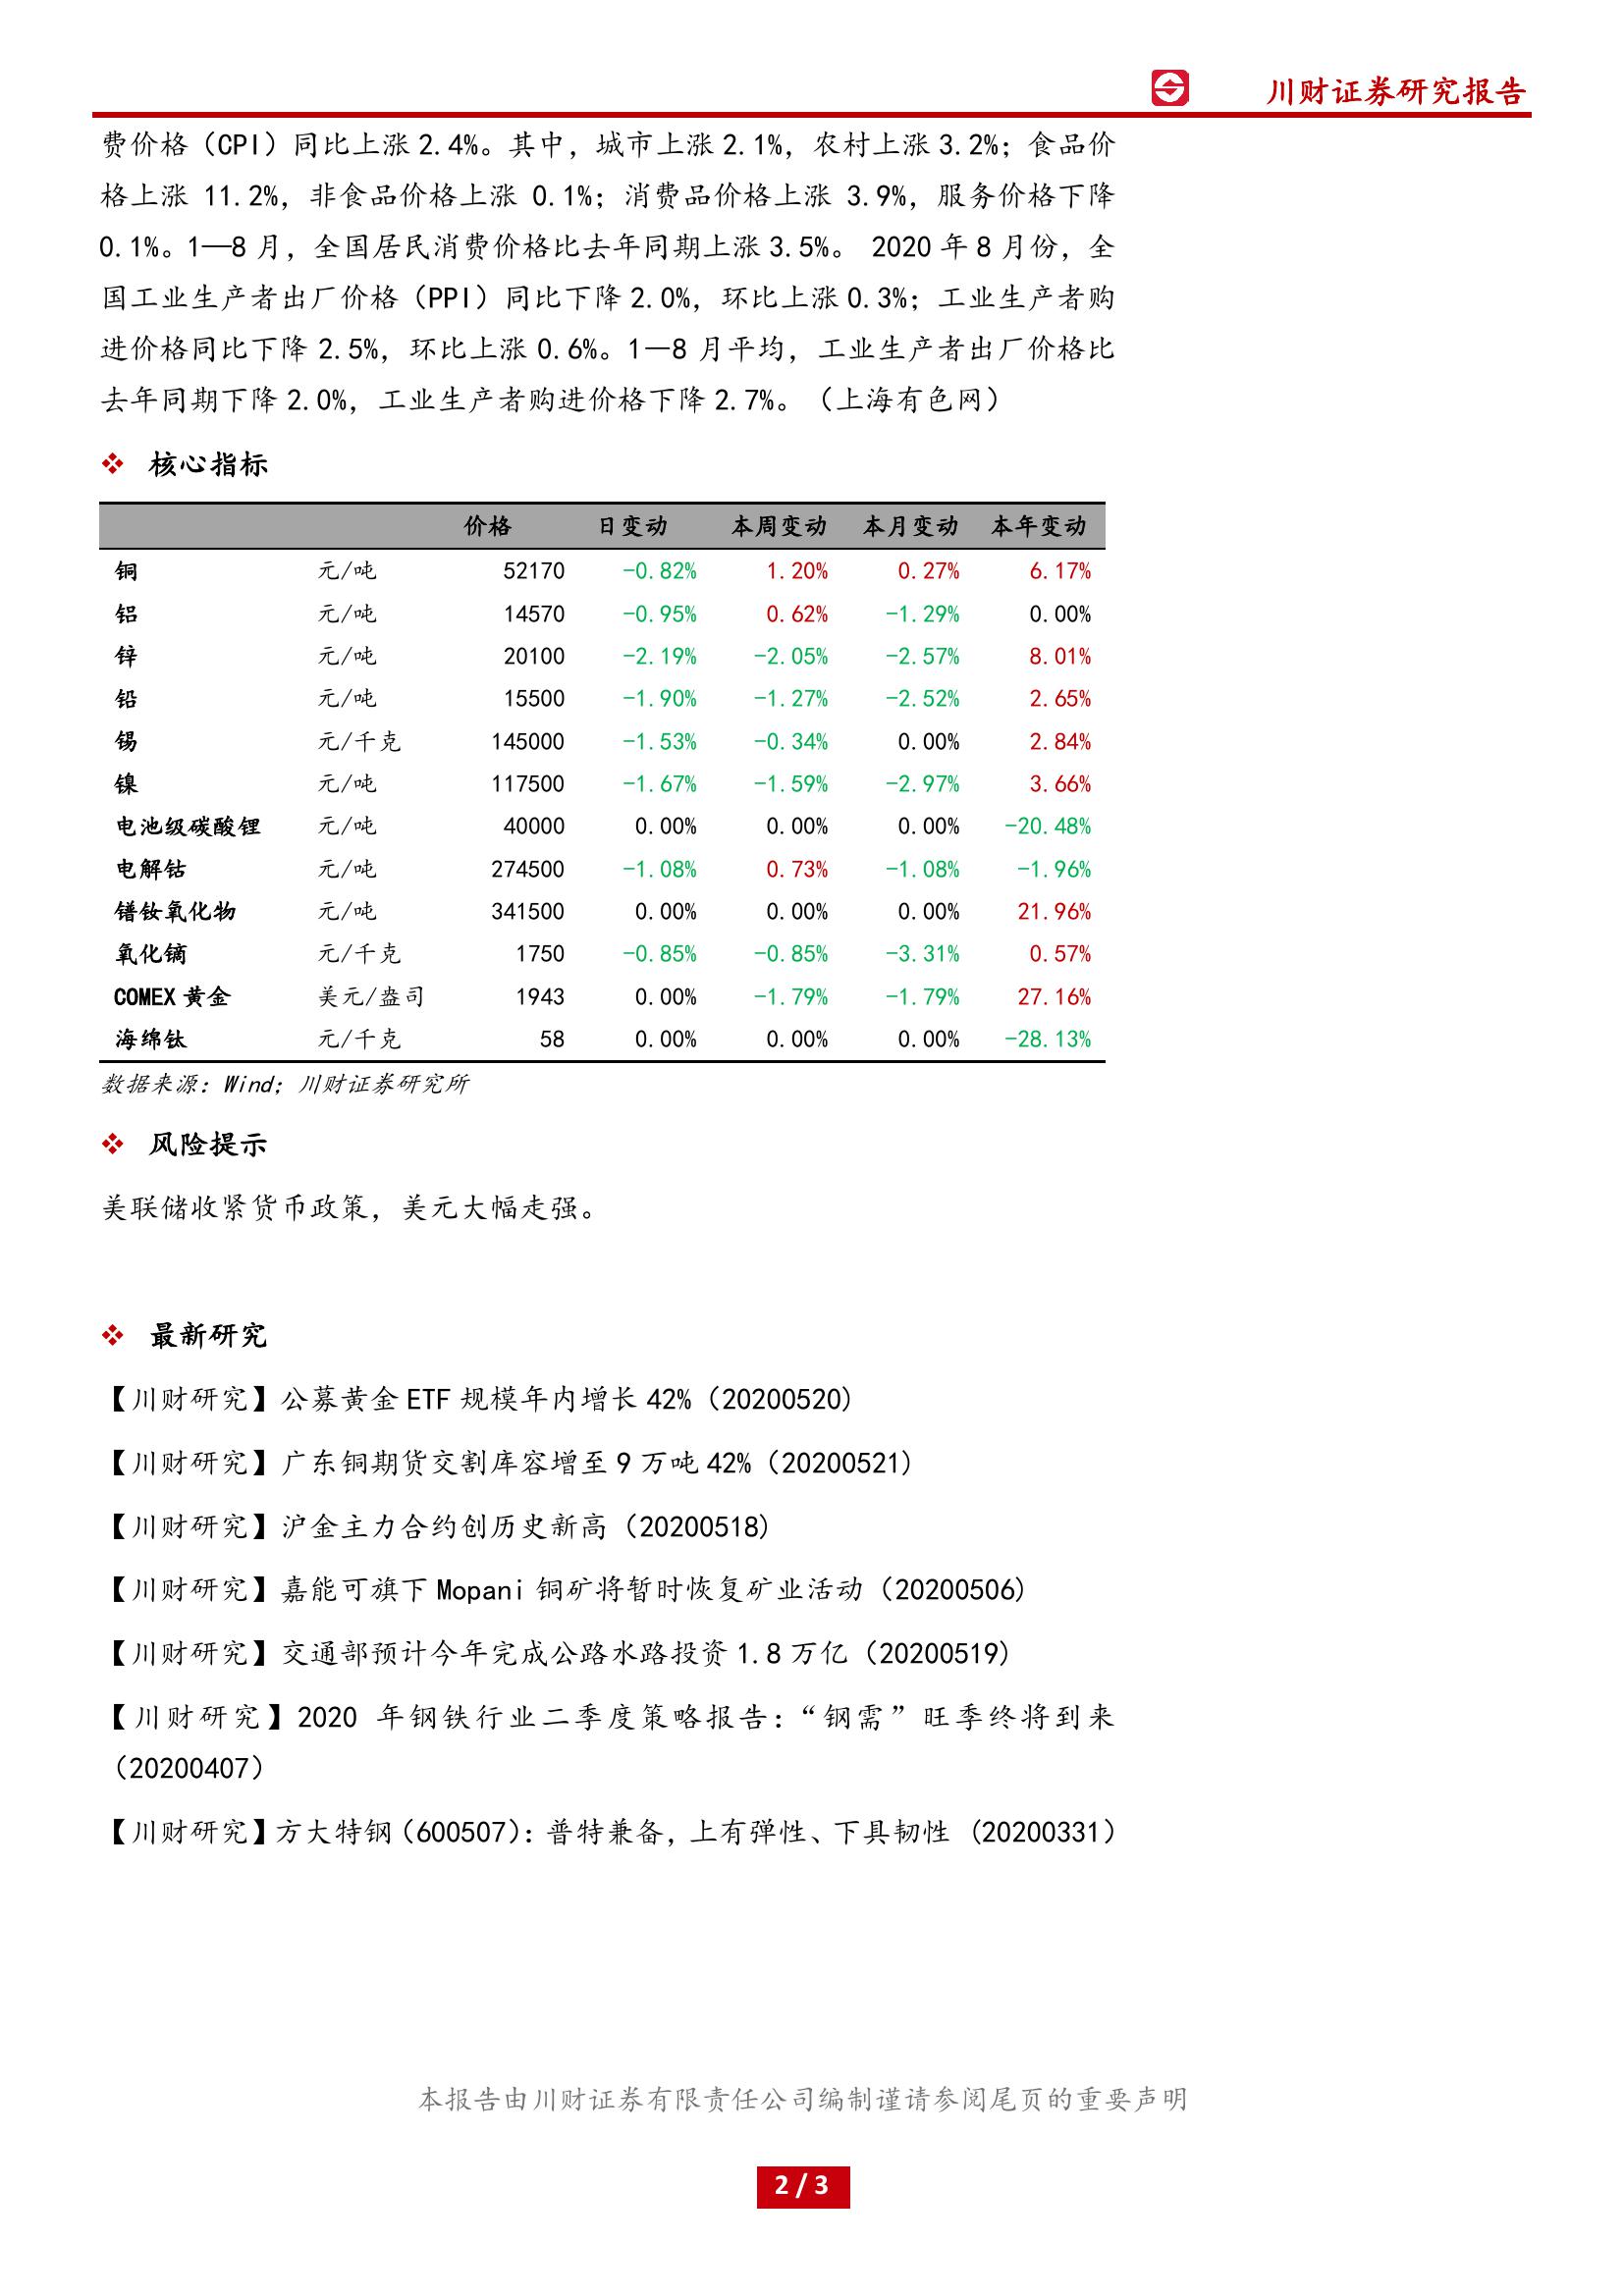 川财证券研究报告
费价格（CPI）同比上涨 2.4%。其中，城市上涨 2.1%，农村上涨 3.2%；食品价
格上涨 11.2%，非食品价格上涨 0.1%；消费品价格上涨 3.9%，服务价格下降
0.1%。1—8 月，全国居民消费价格比去年同期上涨 3.5%。 2020 年 8 月份，全
国工业生产者出厂价格（PPI）同比下降 2.0%，环比上涨 0.3%；工业生产者购
进价格同比下降 2.5%，环比上涨 0.6%。1—8 月平均，工业生产者出厂价格比
去年同期下降 2.0%，工业生产者购进价格下降 2.7%。（上海有色网）
❖ 核心指标
价格 日变动 本周变动 本月变动 本年变动
铜 元/吨 52170 -0.82% 1.20% 0.27% 6.17%
铝 元/吨 14570 -0.95% 0.62% -1.29% 0.00%
锌 元/吨 20100 -2.19% -2.05% -2.57% 8.01%
铅 元/吨 15500 -1.90% -1.27% -2.52% 2.65%
锡 元/千克 145000 -1.53% -0.34% 0.00% 2.84%
镍 元/吨 117500 -1.67% -1.59% -2.97% 3.66%
电池级碳酸锂 元/吨 40000 0.00% 0.00% 0.00% -20.48%
电解钴 元/吨 274500 -1.08% 0.73% -1.08% -1.96%
镨钕氧化物 元/吨 341500 0.00% 0.00% 0.00% 21.96%
氧化镝 元/千克 1750 -0.85% -0.85% -3.31% 0.57%
COMEX 黄金 美元/盎司 1943 0.00% -1.79% -1.79% 27.16%
海绵钛 元/千克 58 0.00% 0.00% 0.00% -28.13%
数据来源：Wind；川财证券研究所
❖ 风险提示
美联储收紧货币政策，美元大幅走强。
❖ 最新研究
【川财研究】公募黄金 ETF 规模年内增长 42%（20200520）
【川财研究】广东铜期货交割库容增至 9 万吨 42%（20200521）
【川财研究】沪金主力合约创历史新高（20200518）
【川财研究】嘉能可旗下 Mopani 铜矿将暂时恢复矿业活动（20200506）
【川财研究】交通部预计今年完成公路水路投资 1.8 万亿（20200519）
【川财研究】2020 年钢铁行业二季度策略报告：“钢需”旺季终将到来
（20200407）
【川财研究】方大特钢（600507）：普特兼备，上有弹性、下具韧性（20200331）
本报告由川财证券有限责任公司编制谨请参阅尾页的重要声明
2 / 3